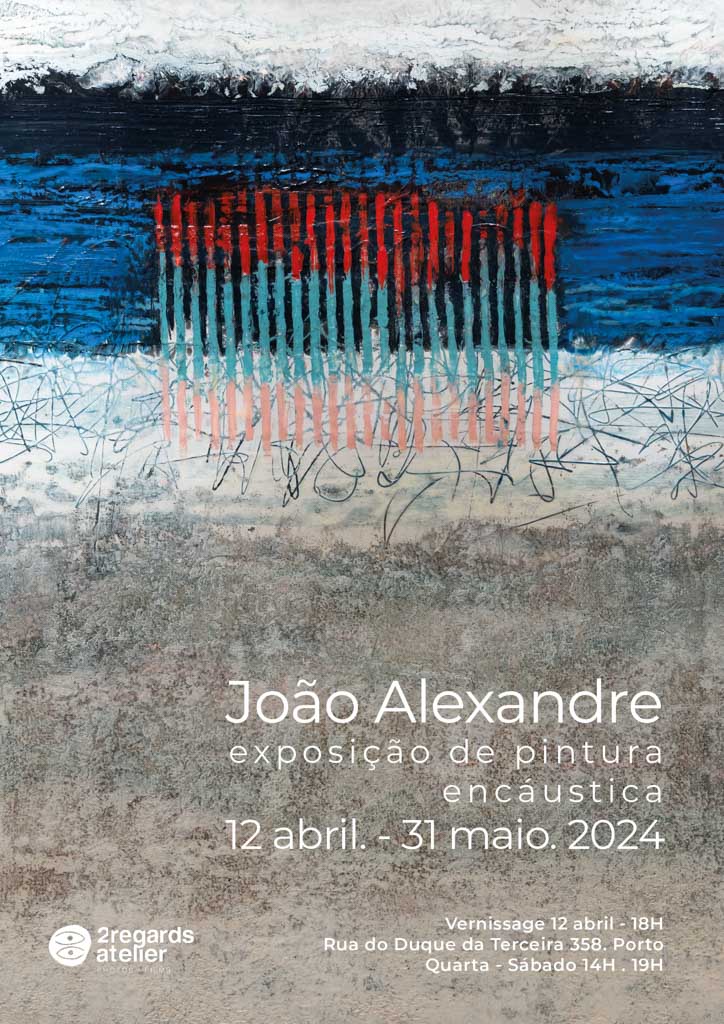 João Alexandre
exposição de pintura
encáustica
12 abril. - 31 maio. 2024
2regards
atelier
Vernissage 12 abril - 18H
Rua do Duque da Terceira 358. Porto
Quarta - Sábado 14H . 19H